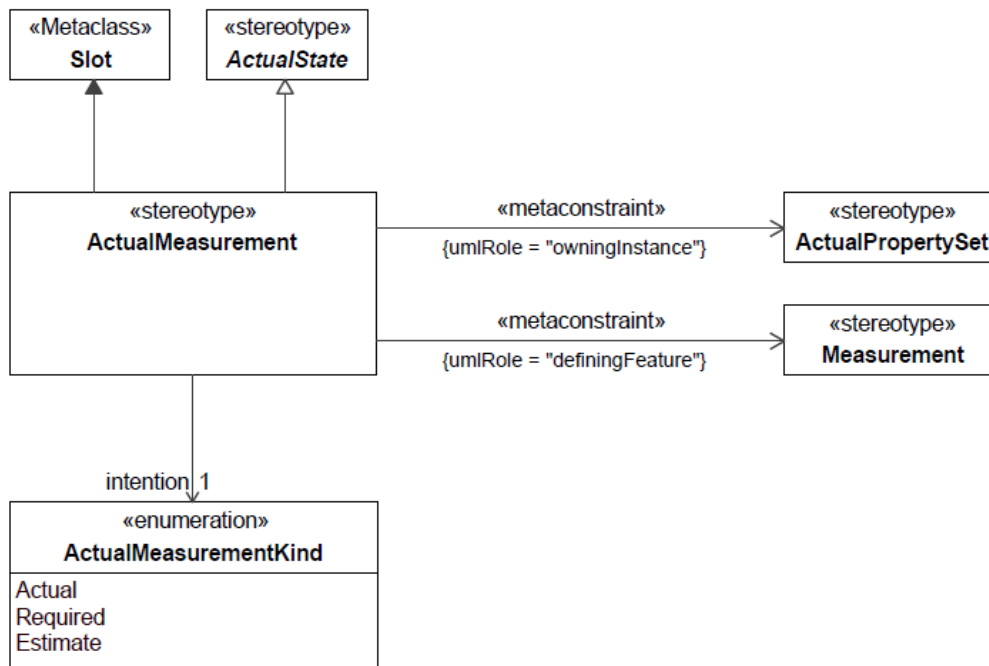 «Metaclass»
Slot
«stereotype»
ActualState
«stereotype»
ActualMeasurement
«metaconstraint»
{umlRole = "owningInstance"}
«stereotype»
ActualPropertySet
«metaconstraint»
{umlRole = "definingFeature"}
«stereotype»
Measurement
intention 1
«enumeration»
ActualMeasurementKind
Actual
Required
Estimate